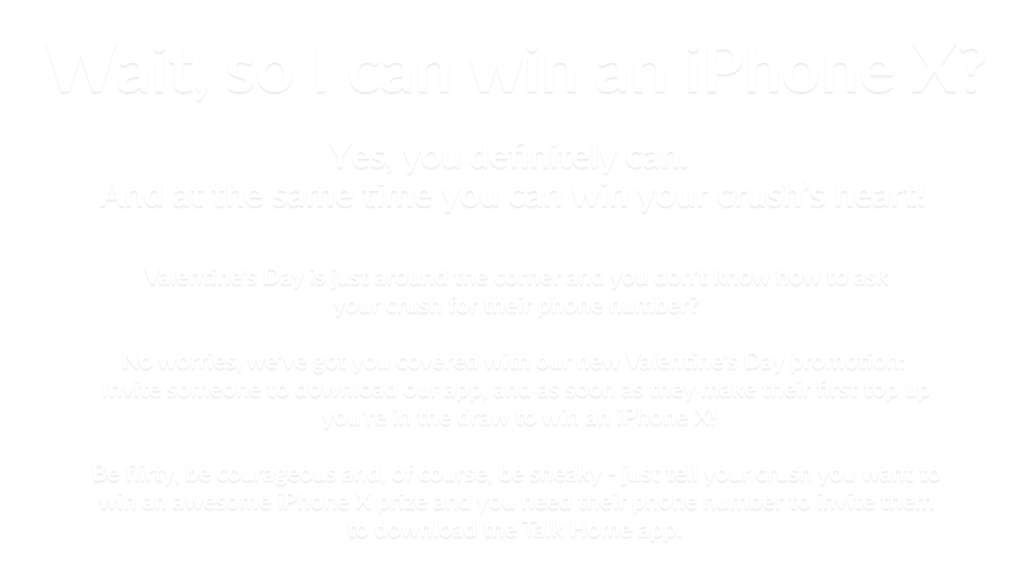 Wait, so I can win an iPhone X?
Yes, you definitely can.
And at the same time you can win your crush's heart!
Valentine's Day is just around the corner and you don't know how to ask
your crush for their phone number?
No worries, we've got you covered with our new Valentine's Day promotion:
Invite someone to download our app, and as soon as they make their first top up
you're in the draw to win an iPhone X!
Be flirty, be courageous and, of course, be sneaky - just tell your crush you want to
win an awesome iPhone X prize and you need their phone number to invite them
to download the Talk Home app.